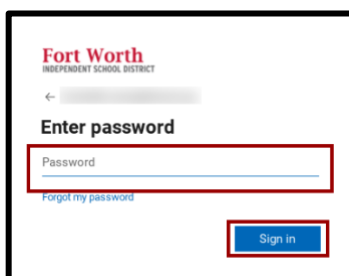 Fort Worth
INDEPENDENT SCHOOL DISTRICT
Enter password
Password
Forgot my password
Sign in